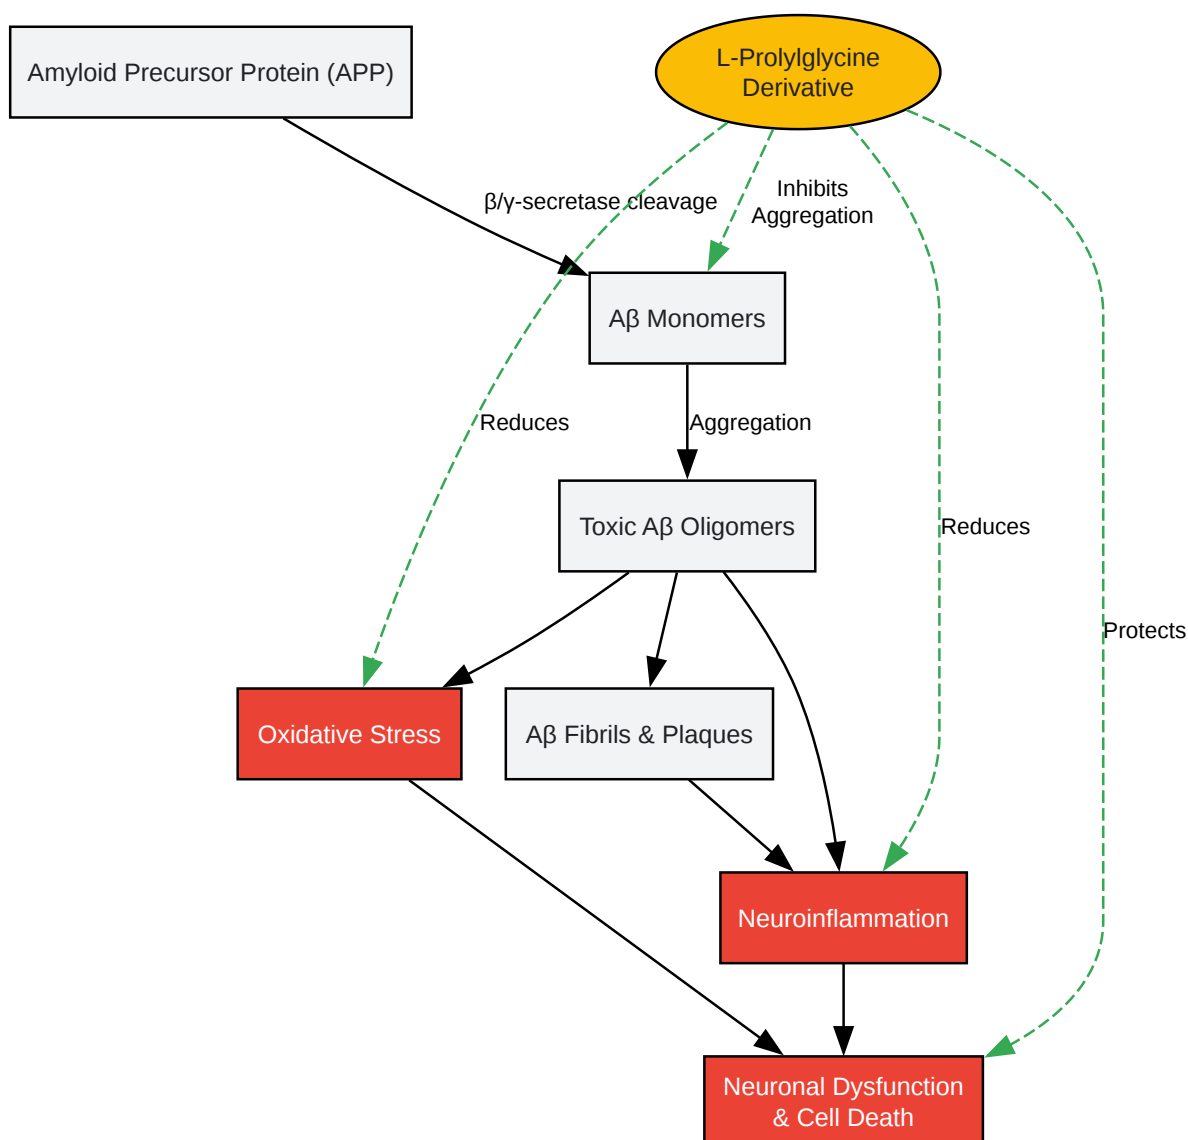 Amyloid Precursor Protein (APP)
L-Prolylglycine
Derivative
β/γ-secretase cleavage
Inhibits
Aggregation
Aβ Monomers
Reduces
Aggregation
Toxic Aβ Oligomers
Reduces
Protects
Oxidative Stress
Aβ Fibrils & Plaques
Neuroinflammation
Neuronal Dysfunction
& Cell Death